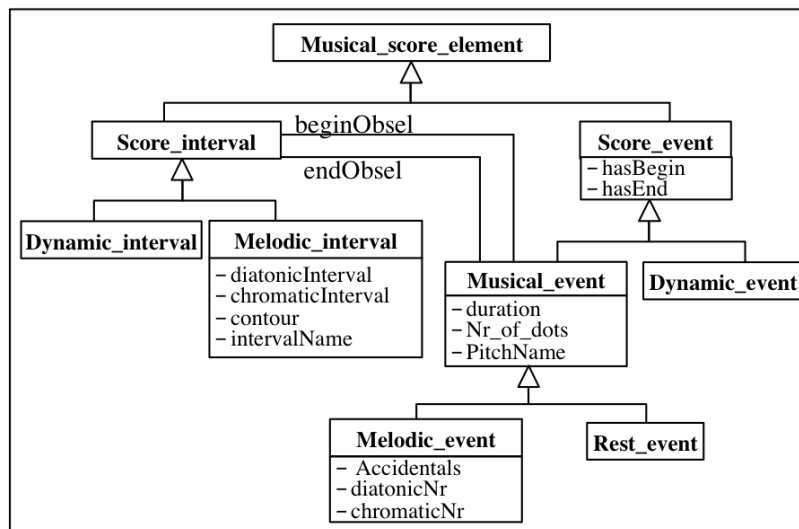 Musical_score_element
beginObsel
Score_interval
Score_event
endObsel
– hasBegin
– hasEnd
Dynamic_interval
Melodic_interval
– diatonicInterval
– chromaticInterval
– contour
– intervalName
Musical_event
– duration
– Nr_of_dots
– PitchName
Dynamic_event
Melodic_event
– Accidentals
– diatonicNr
– chromaticNr
Rest_event